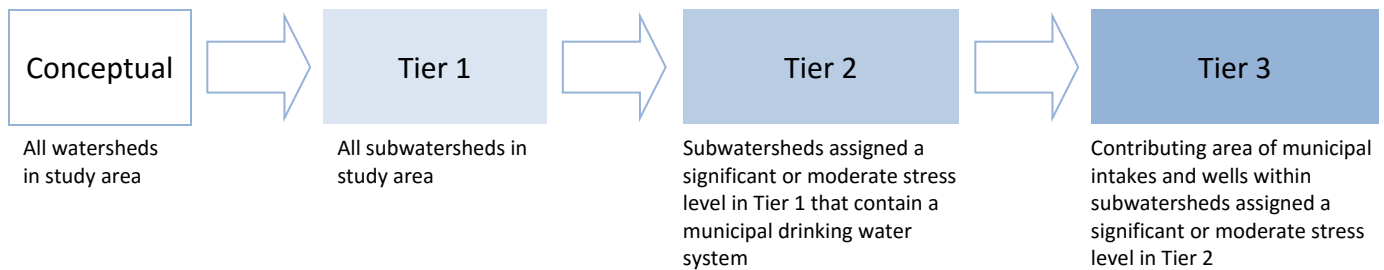 Conceptual
All watersheds
in study area
Tier 1
All subwatersheds in
study area
Tier 2
Subwatersheds assigned a
significant or moderate stress
level in Tier 1 that contain a
municipal drinking water
system
Tier 3
Contributing area of municipal
intakes and wells within
subwatersheds assigned a
significant or moderate stress
level in Tier 2